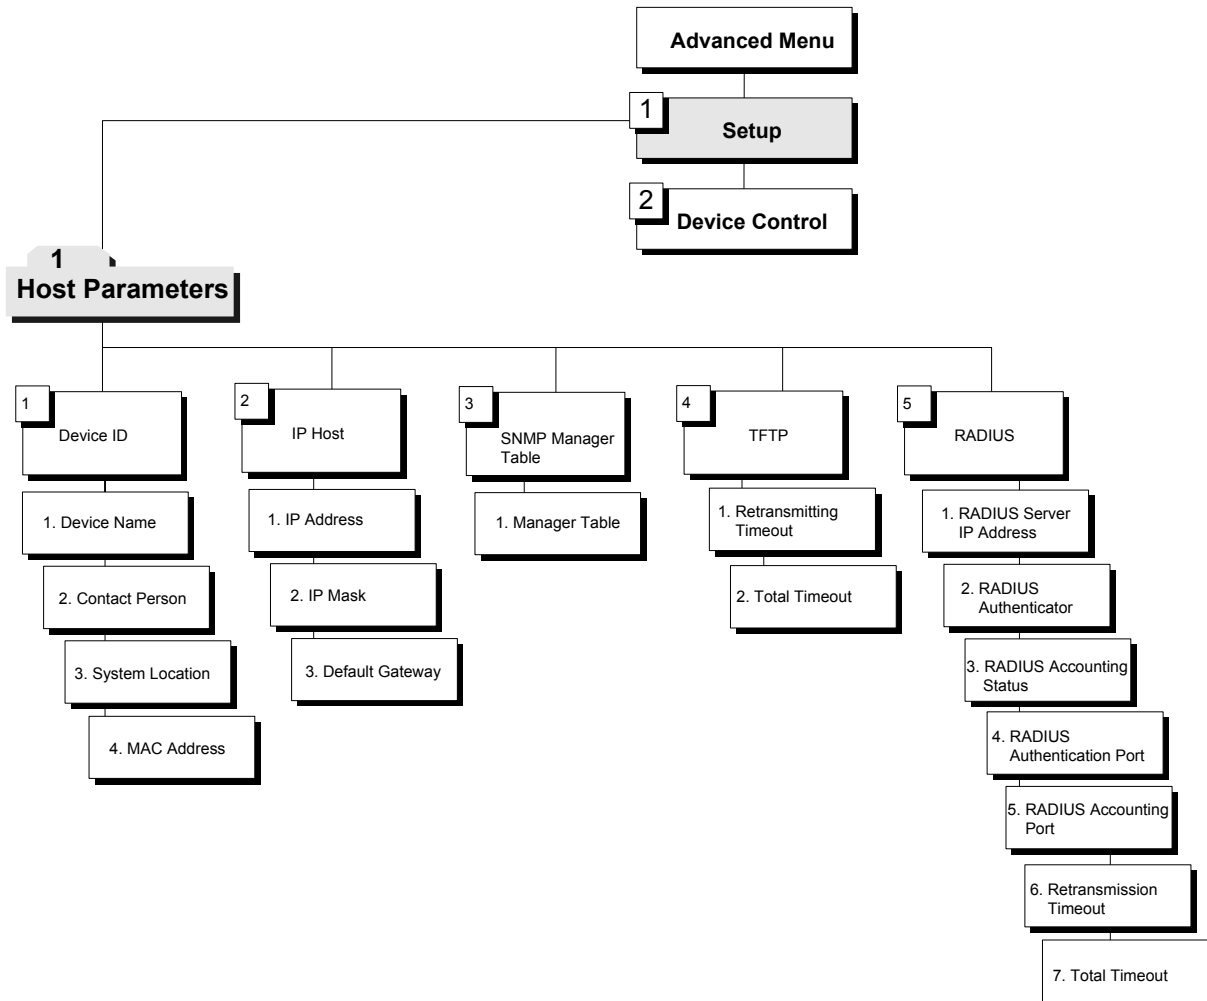 Advanced Menu
1
Setup
2
Device Control
1
Host Parameters
1
Device ID
1. Device Name
2. Contact Person
3. System Location
4. MAC Address
2
IP Host
1. IP Address
2. IP Mask
3. Default Gateway
3
SNMP Manager
Table
1. Manager Table
4
TFTP
1. Retransmitting
Timeout
2. Total Timeout
5
RADIUS
1. RADIUS Server
IP Address
2. RADIUS
Authenticator
3. RADIUS Accounting
Status
4. RADIUS
Authentication Port
5. RADIUS Accounting
Port
6. Retransmission
Timeout
7. Total Timeout